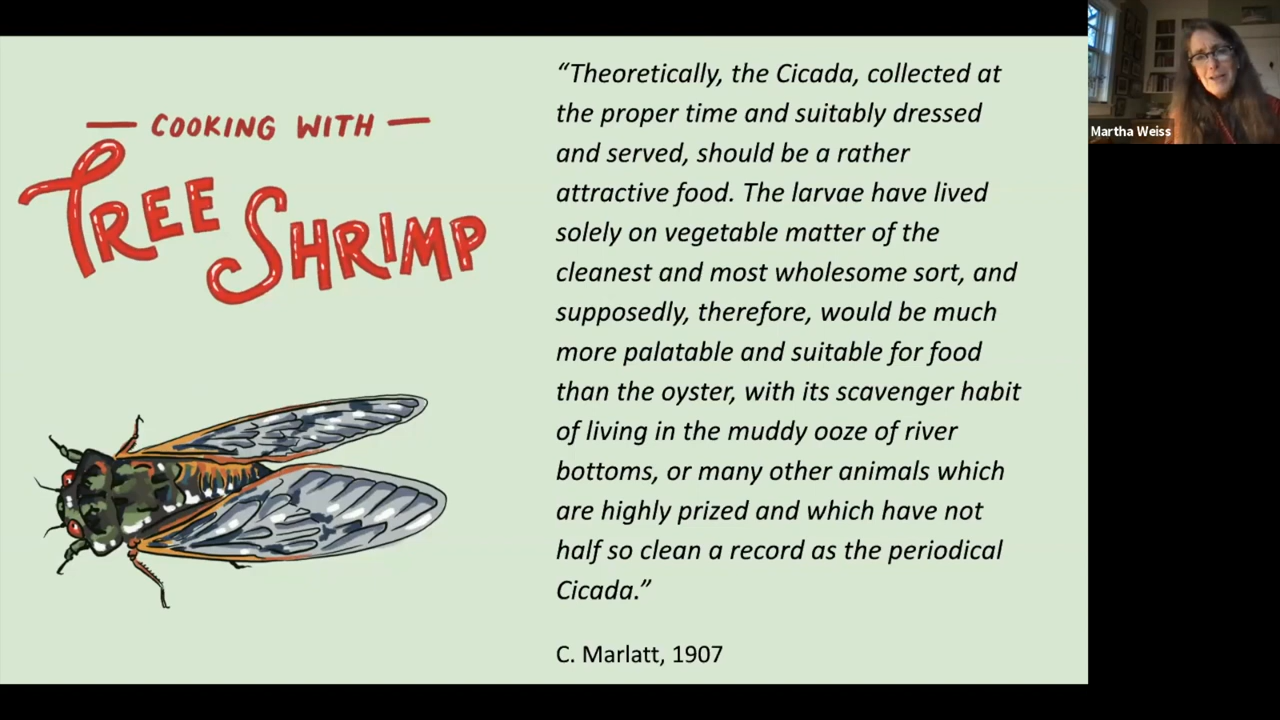 COOKING WITH
TREE SHRIMP
“Theoretically, the Cicada, collected at
the proper time and suitably dressed
and served, should be a rather
attractive food. The larvae have lived
solely on vegetable matter of the
cleanest and most wholesome sort, and
supposedly, therefore, would be much
more palatable and suitable for food
than the oyster, with its scavenger habit
of living in the muddy ooze of river
bottoms, or many other animals which
are highly prized and which have not
half so clean a record as the periodical
Cicada.”
C. Marlatt, 1907
Martha Weiss